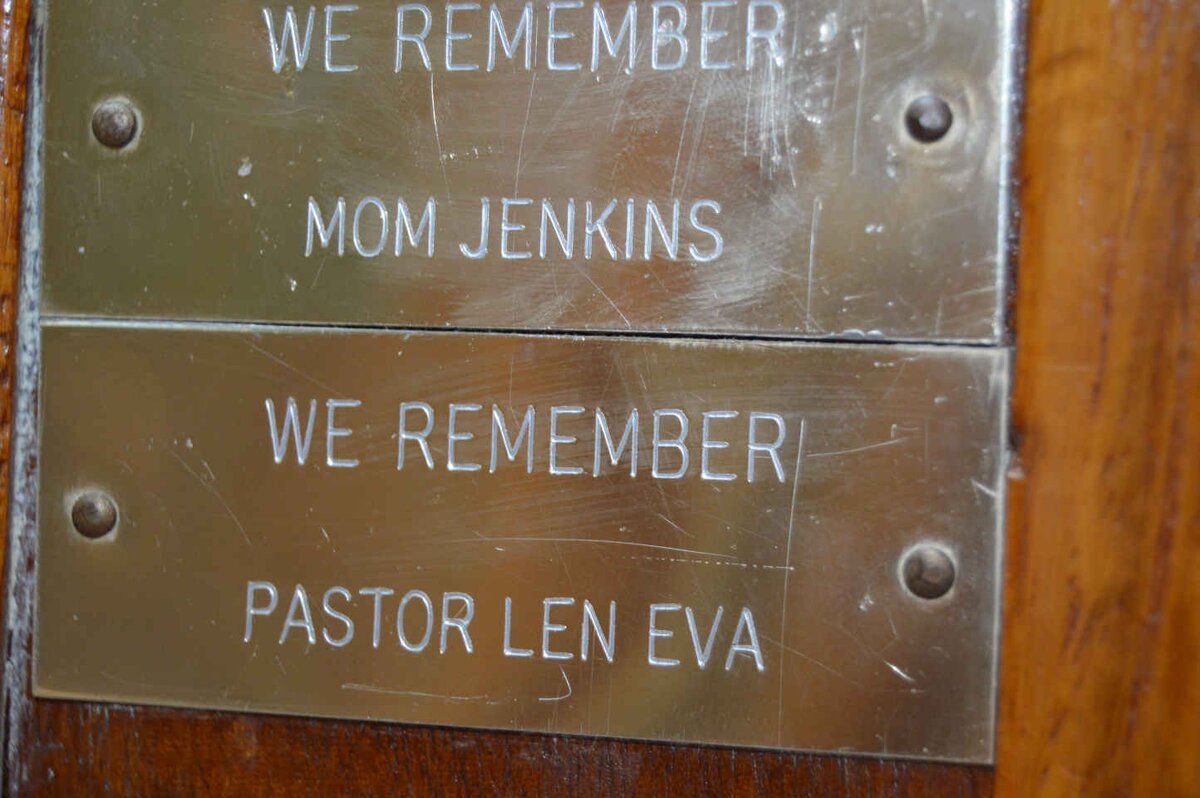 WE REMEMBER
MOM JENKINS
WE REMEMBER
PASTOR LEN EVA